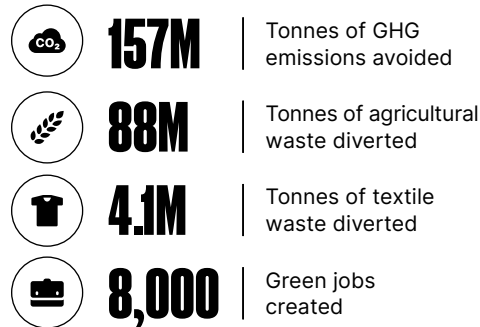 CO₂
157M
Tonnes of GHG
emissions avoided
88M
Tonnes of agricultural
waste diverted
4.1M
Tonnes of textile
waste diverted
8,000
Green jobs
created